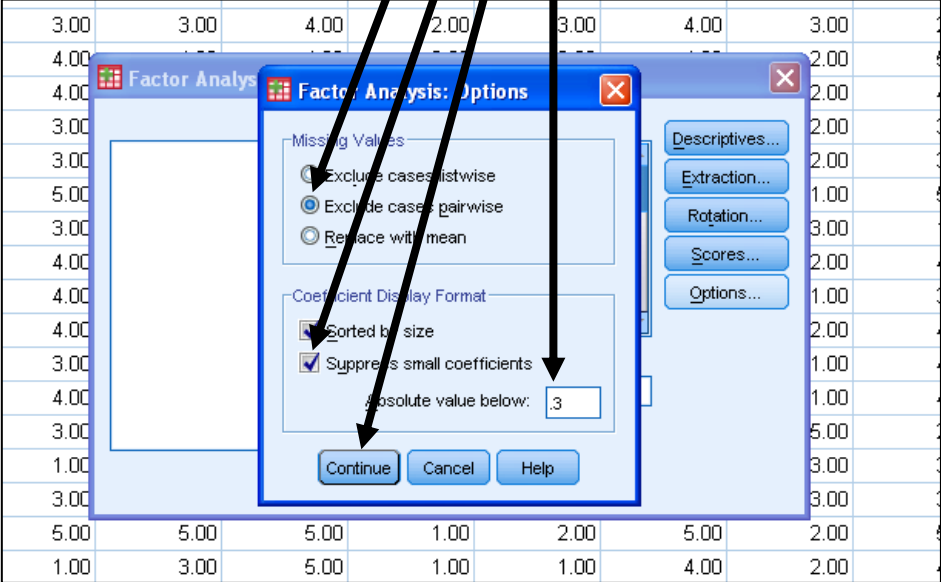 3.00 3.00 4.00 2.00 3.00 4.00 3.00
4.00 2.00
Factor Analys
Factor Analysis: Options
4.00 2.00
3.00 2.00
Missing Values
Descriptives...
3.00 2.00
Exclude cases listwise
Extraction...
5.00 1.00
Exclude cases pairwise
Rotation...
3.00 3.00
Replace with mean
Scores...
4.00 2.00
Coefficient Display Format
Options...
4.00 1.00
Sorted by size
4.00 2.00
Suppress small coefficients
3.00 1.00
Absolute value below: .3
4.00 1.00
3.00 5.00
Continue Cancel Help
1.00 3.00
3.00 3.00
5.00 5.00 5.00 1.00 2.00 5.00 2.00
1.00 3.00 5.00 1.00 1.00 4.00 2.00